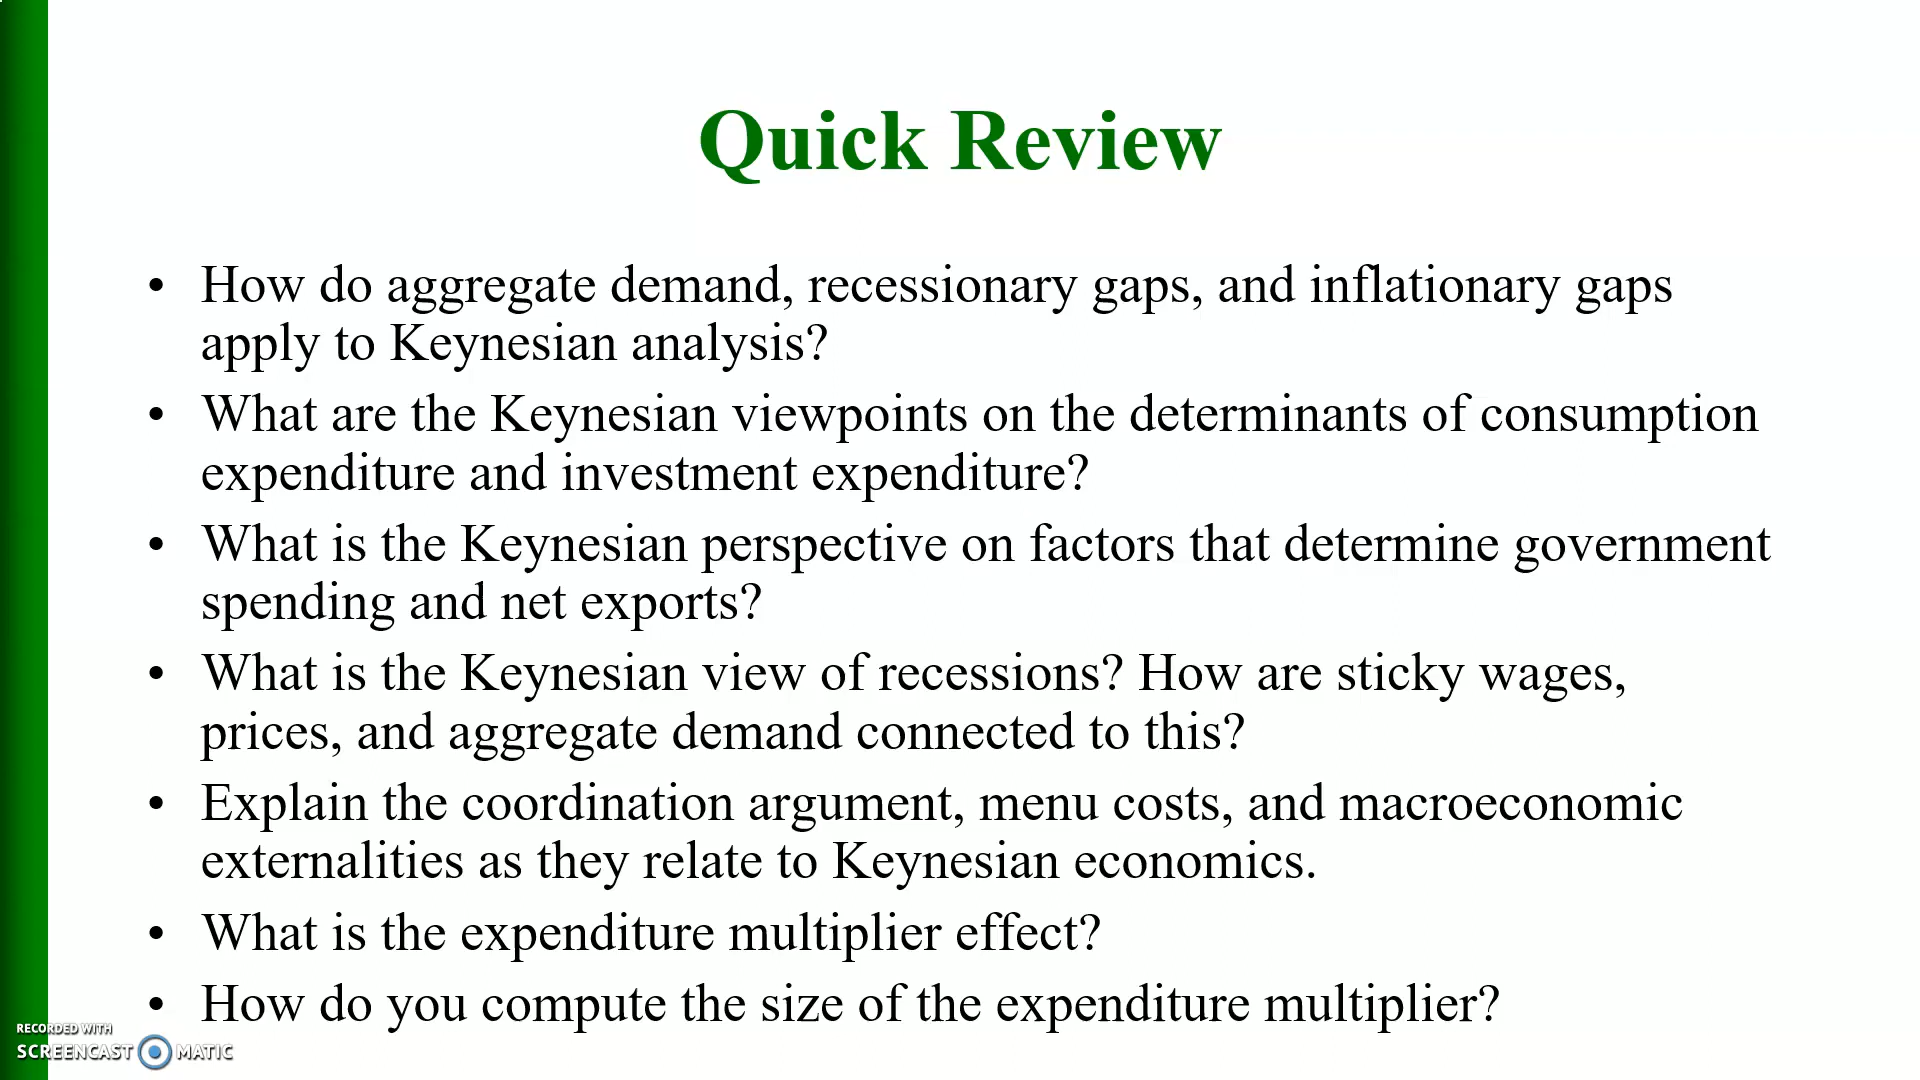 Quick Review
• How do aggregate demand, recessionary gaps, and inflationary gaps
apply to Keynesian analysis?
• What are the Keynesian viewpoints on the determinants of consumption
expenditure and investment expenditure?
• What is the Keynesian perspective on factors that determine government
spending and net exports?
• What is the Keynesian view of recessions? How are sticky wages,
prices, and aggregate demand connected to this?
• Explain the coordination argument, menu costs, and macroeconomic
externalities as they relate to Keynesian economics.
• What is the expenditure multiplier effect?
• How do you compute the size of the expenditure multiplier?
RECORDED WITH
SCREENCAST MATIC